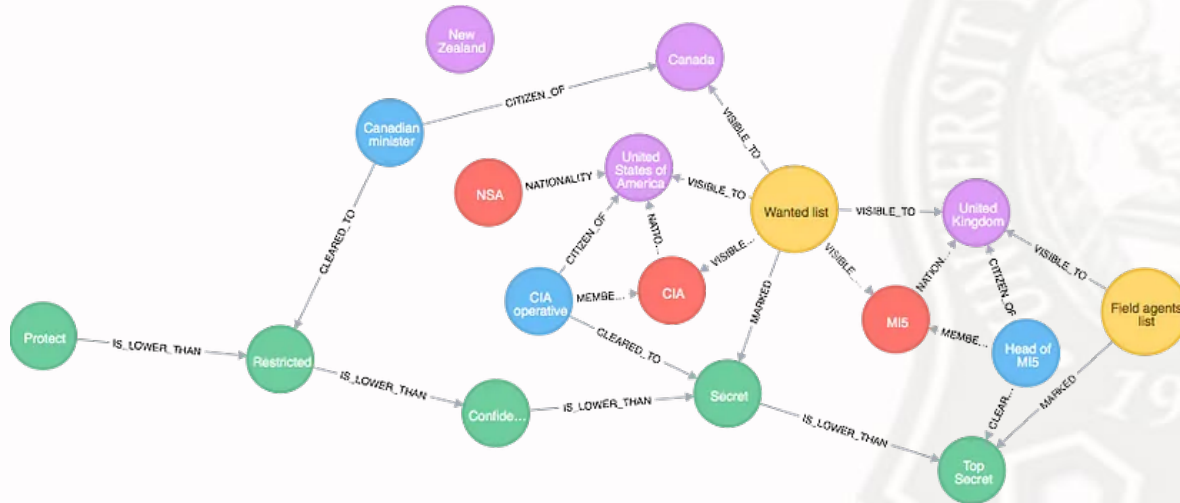 New
Zealand
Canada
CITIZEN_OF
Canadian
minister
VISIBLE_TO
United
States of
America
NSA
NATIONALITY
VISIBLE_TO
Wanted list
VISIBLE_TO
United
Kingdom
CLEARED_TO
CITIZEN_OF
NATIO...
VISIBLE...
VISIBLE...
NATION...
CITIZEN_OF
VISIBLE_TO
CIA
operative
MEMBE...
CIA
MARKED
MI5
MEMBE...
Head of
MI5
Field agents
list
Protect
IS_LOWER_THAN
Restricted
CLEARED_TO
IS_LOWER_THAN
Confide...
IS_LOWER_THAN
Secret
IS_LOWER_THAN
CLEAR...
MARKED
Top
Secret
ERSIT
19